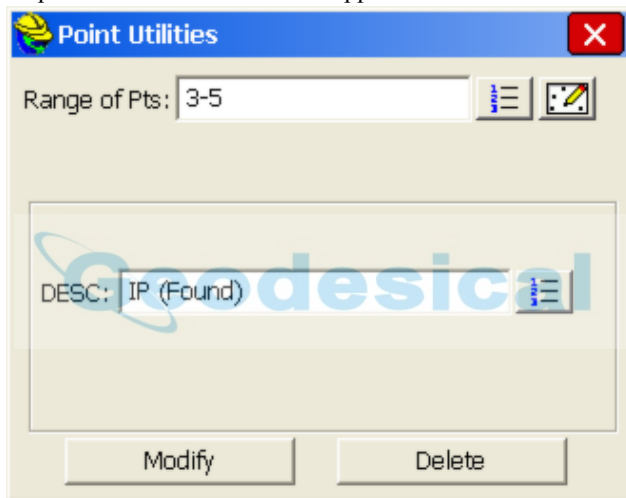 Point Utilities
Range of Pts: 3-5
Geodesical
DESC: IP (Found)
Modify Delete